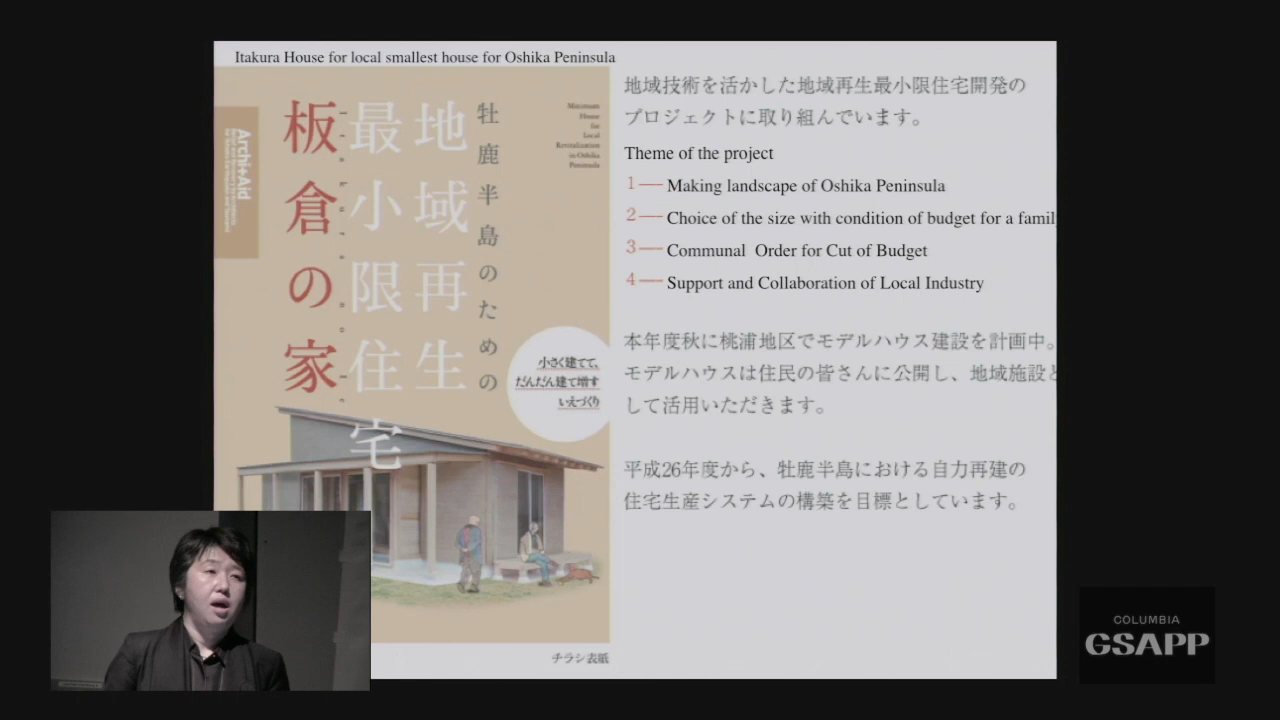 Itakura House for local smallest house for Oshika Peninsula
Archi+Aid
牡鹿半島のための
地域再生
最小限住宅
板倉の家
Minimum
House
for
Local
Revitalization
in Oshika
Peninsula
小さく建てて、
だんだん建て増す
いえづくり
チラシ表紙
地域技術を活かした地域再生最小限住宅開発の
プロジェクトに取り組んでいます。
Theme of the project
1 — Making landscape of Oshika Peninsula
2 — Choice of the size with condition of budget for a famil
3 — Communal Order for Cut of Budget
4 — Support and Collaboration of Local Industry
本年度秋に桃浦地区でモデルハウス建設を計画中。
モデルハウスは住民の皆さんに公開し、地域施設と
して活用いただきます。
平成26年度から、牡鹿半島における自力再建の
住宅生産システムの構築を目標としています。
COLUMBIA
GSAPP